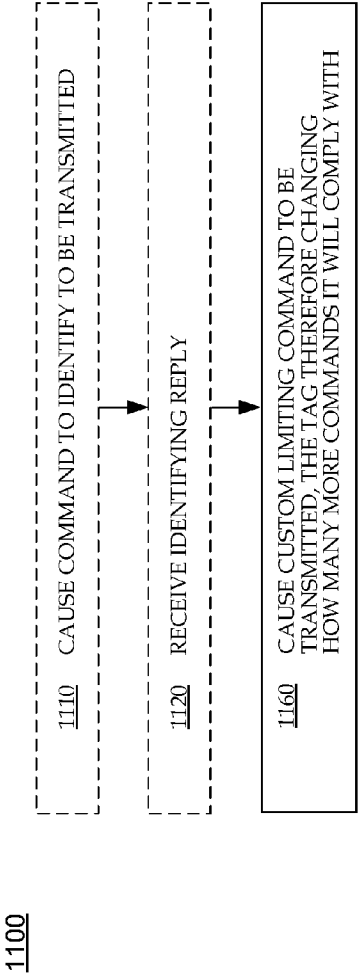 1100
1110 CAUSE COMMAND TO IDENTIFY TO BE TRANSMITTED
1120 RECEIVE IDENTIFYING REPLY
1160 CAUSE CUSTOM LIMITING COMMAND TO BE
TRANSMITTED, THE TAG THEREFORE CHANGING
HOW MANY MORE COMMANDS IT WILL COMPLY WITH